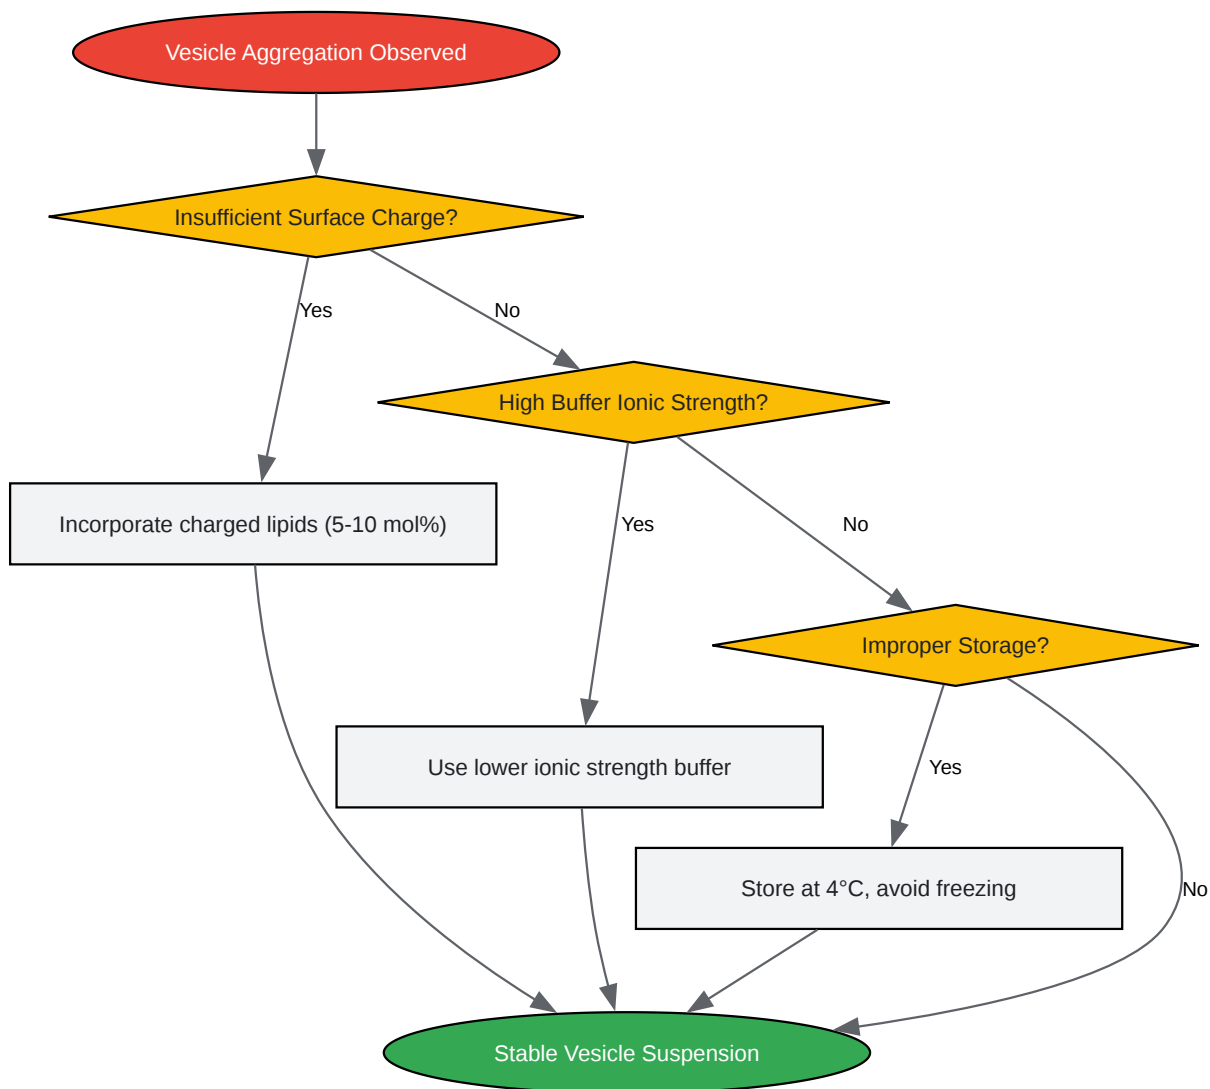 Vesicle Aggregation Observed
Insufficient Surface Charge?
Yes
No
High Buffer Ionic Strength?
Incorporate charged lipids (5-10 mol%)
Yes
No
Improper Storage?
Use lower ionic strength buffer
Yes
Store at 4°C, avoid freezing
No
Stable Vesicle Suspension